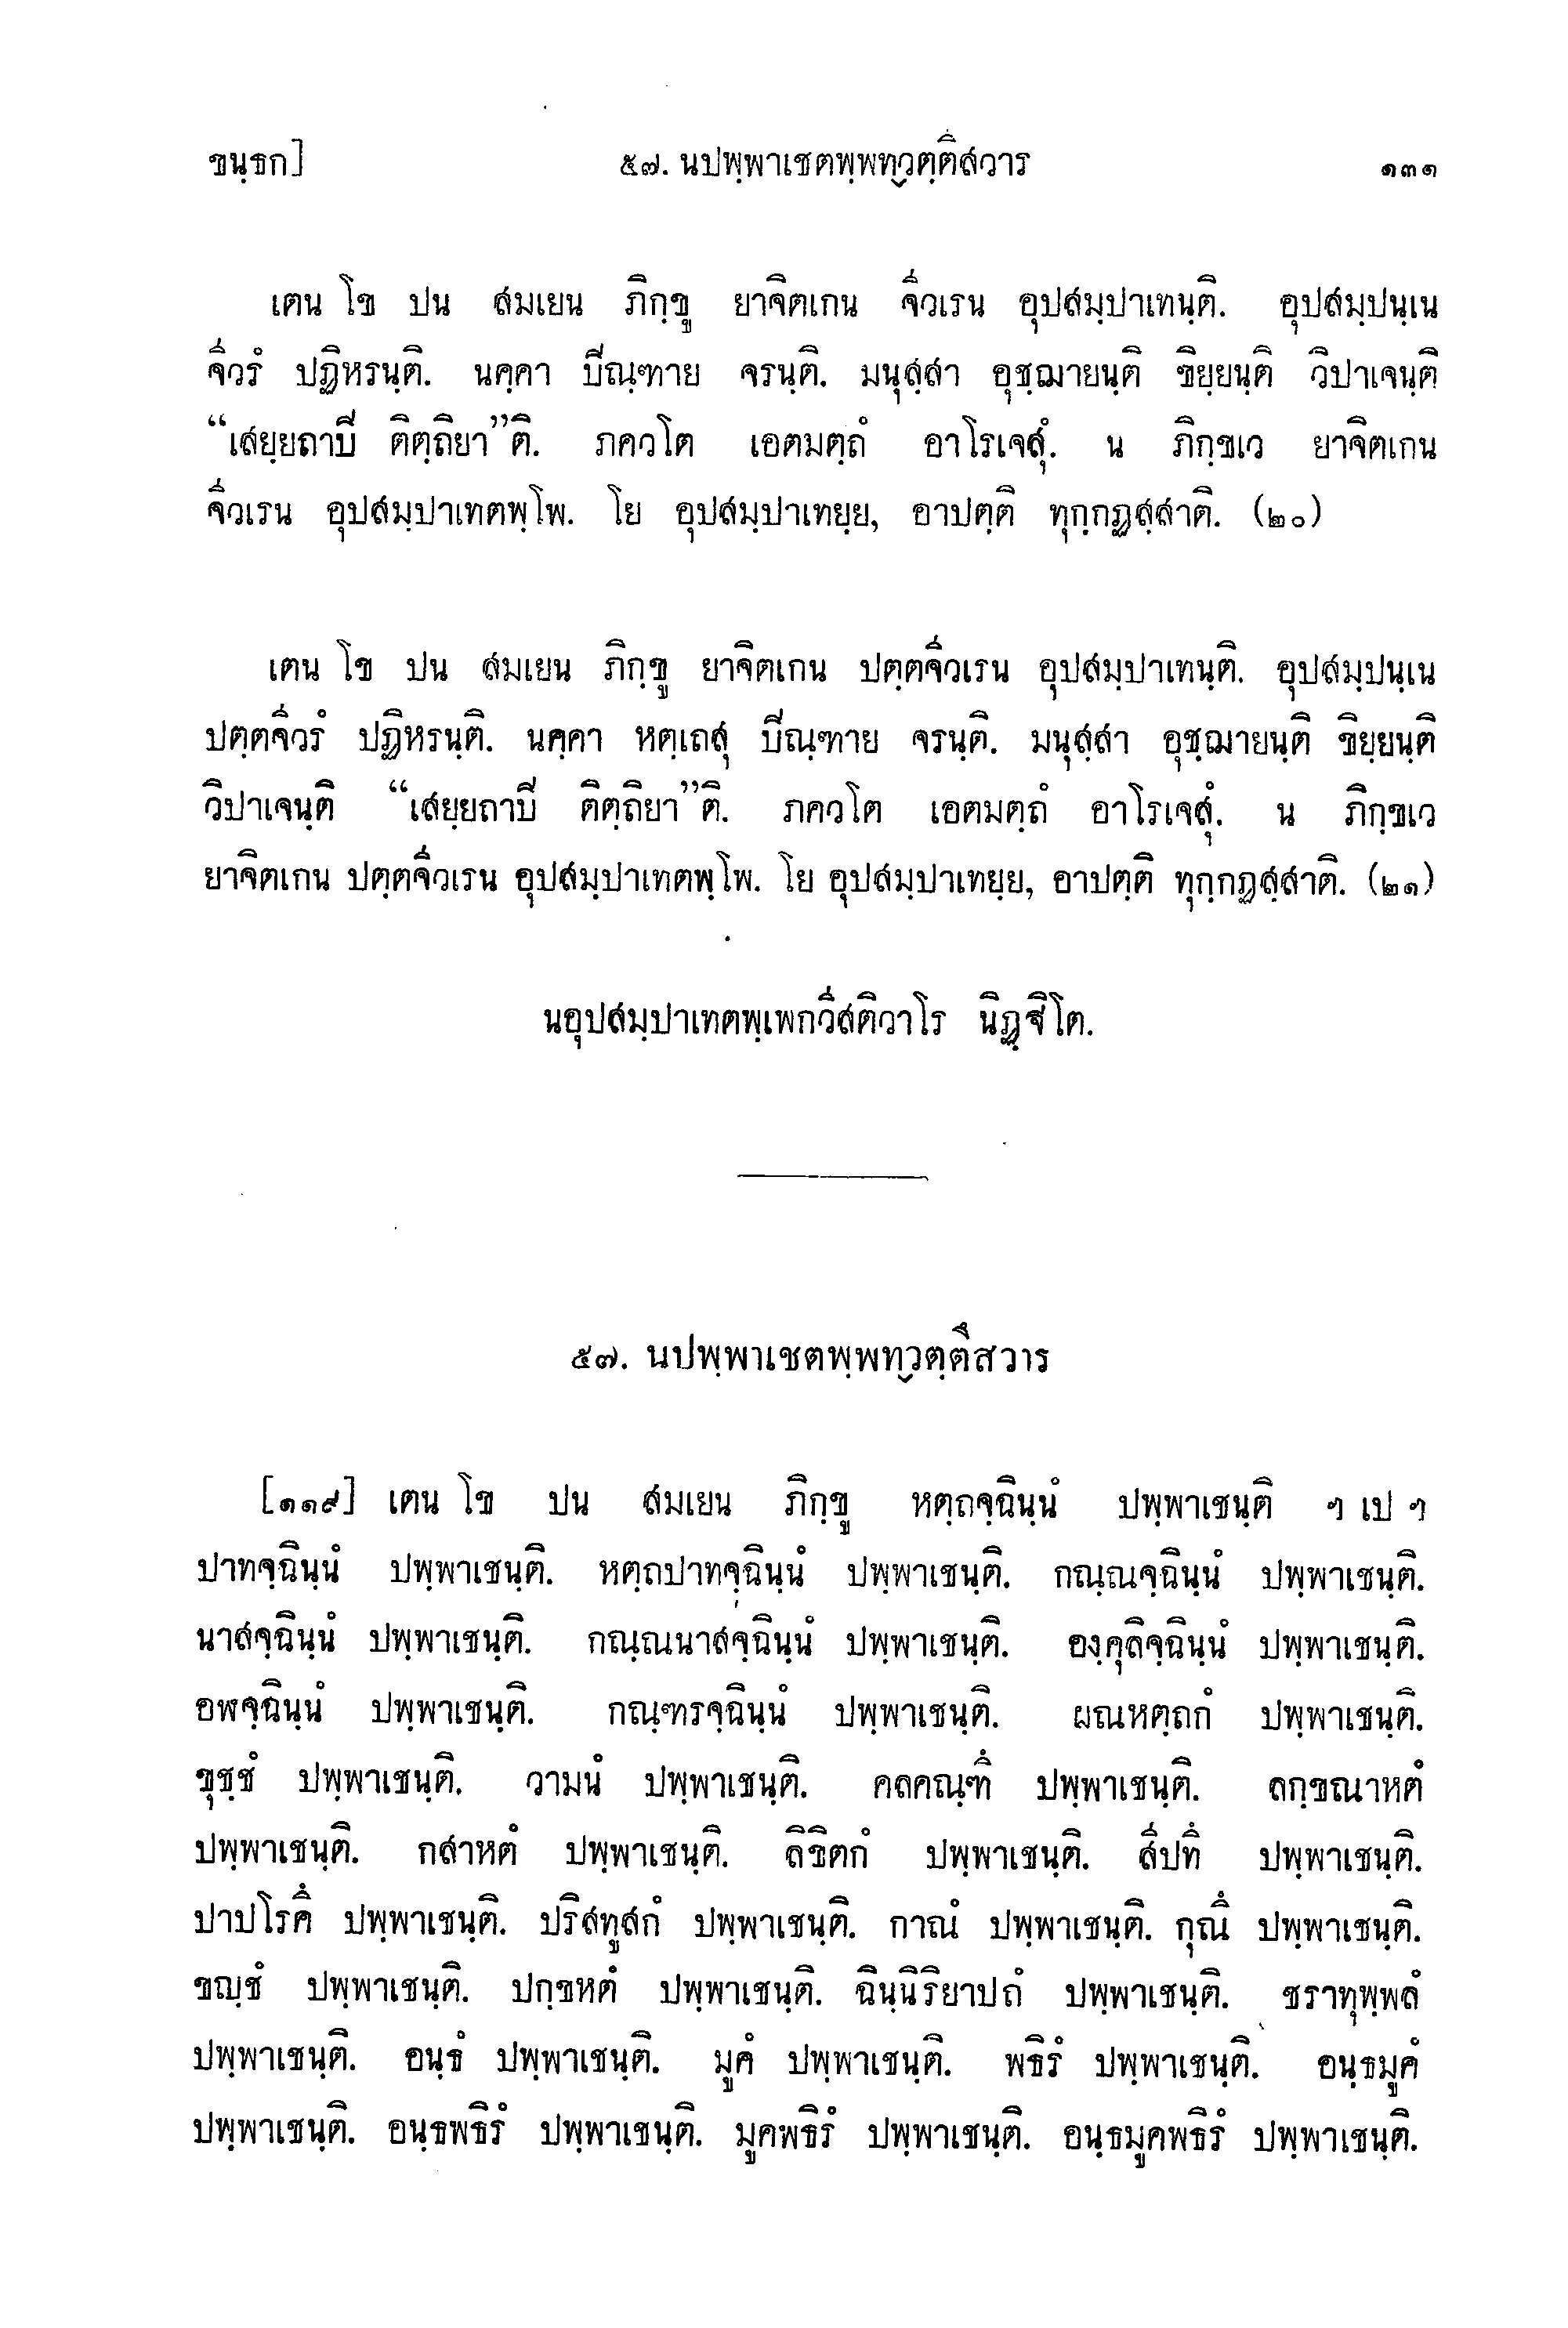 ขนฺธก] ๕๗. นปพฺพาเชตพฺพทฺวตฺตึสวาร ๑๓๑
เตน โข ปน สมเยน ภิกฺขู ยาจิตเกน จีวเรน อุปสมฺปาเทนฺติ. อุปสมฺปนฺเน
จีวรํ ปฏิหรนฺติ. นคฺคา ปิณฺฑาย จรนฺติ. มนุสฺสา อุชฺฌายนฺติ ขิยฺยนฺติ วิปาเจนฺติ
“เสยฺยถาปิ ติตฺถิยา”ติ. ภควโต เอตมตฺถํ อาโรเจสุํ. น ภิกฺขเว ยาจิตเกน
จีวเรน อุปสมฺปาเทตพฺโพ. โย อุปสมฺปาเทยฺย, อาปตฺติ ทุกฺกฏสฺสาติ. (๒๐)
เตน โข ปน สมเยน ภิกฺขู ยาจิตเกน ปตฺตจีวเรน อุปสมฺปาเทนฺติ. อุปสมฺปนฺเน
ปตฺตจีวรํ ปฏิหรนฺติ. นคฺคา หตฺเถสุ ปิณฺฑาย จรนฺติ. มนุสฺสา อุชฺฌายนฺติ ขิยฺยนฺติ
วิปาเจนฺติ “เสยฺยถาปิ ติตฺถิยา”ติ. ภควโต เอตมตฺถํ อาโรเจสุํ. น ภิกฺขเว
ยาจิตเกน ปตฺตจีวเรน อุปสมฺปาเทตพฺโพ. โย อุปสมฺปาเทยฺย, อาปตฺติ ทุกฺกฏสฺสาติ. (๒๑)
นอุปสมฺปาเทตพฺเพกวีสติวาโร นิฏฺฐิโต.
๕๗. นปพฺพาเชตพฺพทฺวตฺตึสวาร
[๑๑๙] เตน โข ปน สมเยน ภิกฺขู หตฺถจฺฉินฺนํ ปพฺพาเชนฺติ ฯ เป ฯ
ปาทจฺฉินฺนํ ปพฺพาเชนฺติ. หตฺถปาทจฺฉินฺนํ ปพฺพาเชนฺติ. กณฺณจฺฉินฺนํ ปพฺพาเชนฺติ.
นาสจฺฉินฺนํ ปพฺพาเชนฺติ. กณฺณนาสจฺฉินฺนํ ปพฺพาเชนฺติ. องฺคุลิจฺฉินฺนํ ปพฺพาเชนฺติ.
อฬจฺฉินฺนํ ปพฺพาเชนฺติ. กณฺฑรจฺฉินฺนํ ปพฺพาเชนฺติ. ผณหตฺถกํ ปพฺพาเชนฺติ.
ขุชฺชํ ปพฺพาเชนฺติ. วามนํ ปพฺพาเชนฺติ. คลคณฺฑึ ปพฺพาเชนฺติ. ลกฺขณาหตํ
ปพฺพาเชนฺติ. กสาหตํ ปพฺพาเชนฺติ. ลิขิตกํ ปพฺพาเชนฺติ. สีปทึ ปพฺพาเชนฺติ.
ปาปโรคึ ปพฺพาเชนฺติ. ปริสทูสกํ ปพฺพาเชนฺติ. กาณํ ปพฺพาเชนฺติ. กุณึ ปพฺพาเชนฺติ.
ขญฺชํ ปพฺพาเชนฺติ. ปกฺขหตํ ปพฺพาเชนฺติ. ฉินฺนิริยาปถํ ปพฺพาเชนฺติ. ชราทุพฺพลํ
ปพฺพาเชนฺติ. อนฺธํ ปพฺพาเชนฺติ. มูคํ ปพฺพาเชนฺติ. พธิรํ ปพฺพาเชนฺติ. อนฺธมูคํ
ปพฺพาเชนฺติ. อนฺธพธิรํ ปพฺพาเชนฺติ. มูคพธิรํ ปพฺพาเชนฺติ. อนฺธมูคพธิรํ ปพฺพาเชนฺติ.